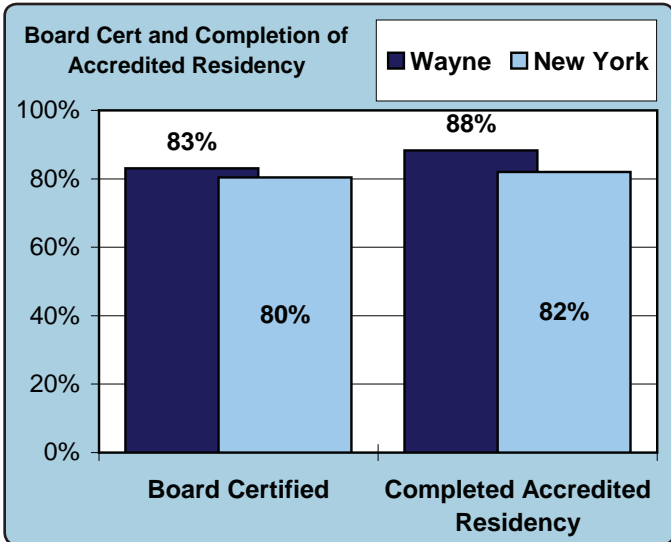 Board Cert and Completion of
Accredited Residency
Wayne New York
100%
80%
60%
40%
20%
0%
83%
80%
88%
82%
Board Certified
Completed Accredited
Residency